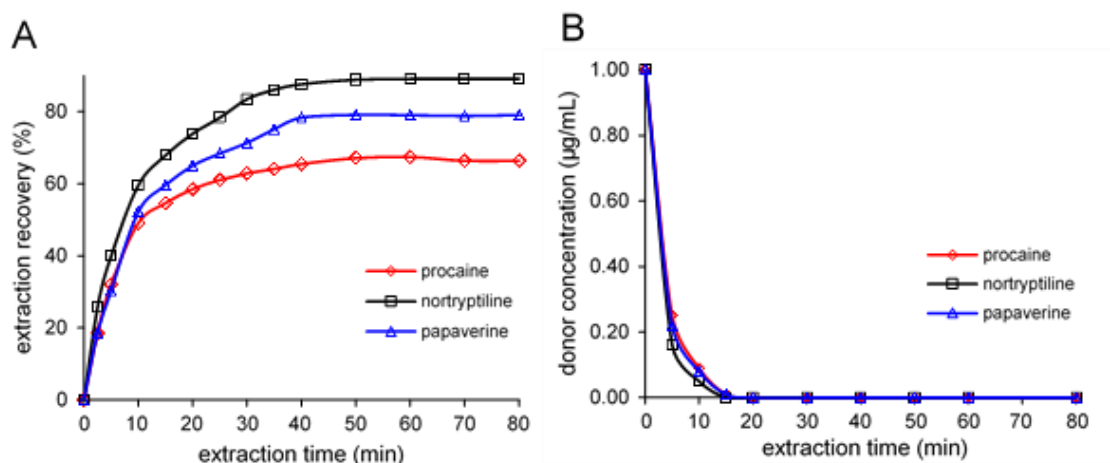 A
extraction recovery (%)
80
60
40
20
0
0 10 20 30 40 50 60 70 80
extraction time (min)
procaine
nortryptiline
papaverine
B
donor concentration (µg/mL)
1.00
0.80
0.60
0.40
0.20
0.00
0 10 20 30 40 50 60 70 80
extraction time (min)
procaine
nortryptiline
papaverine